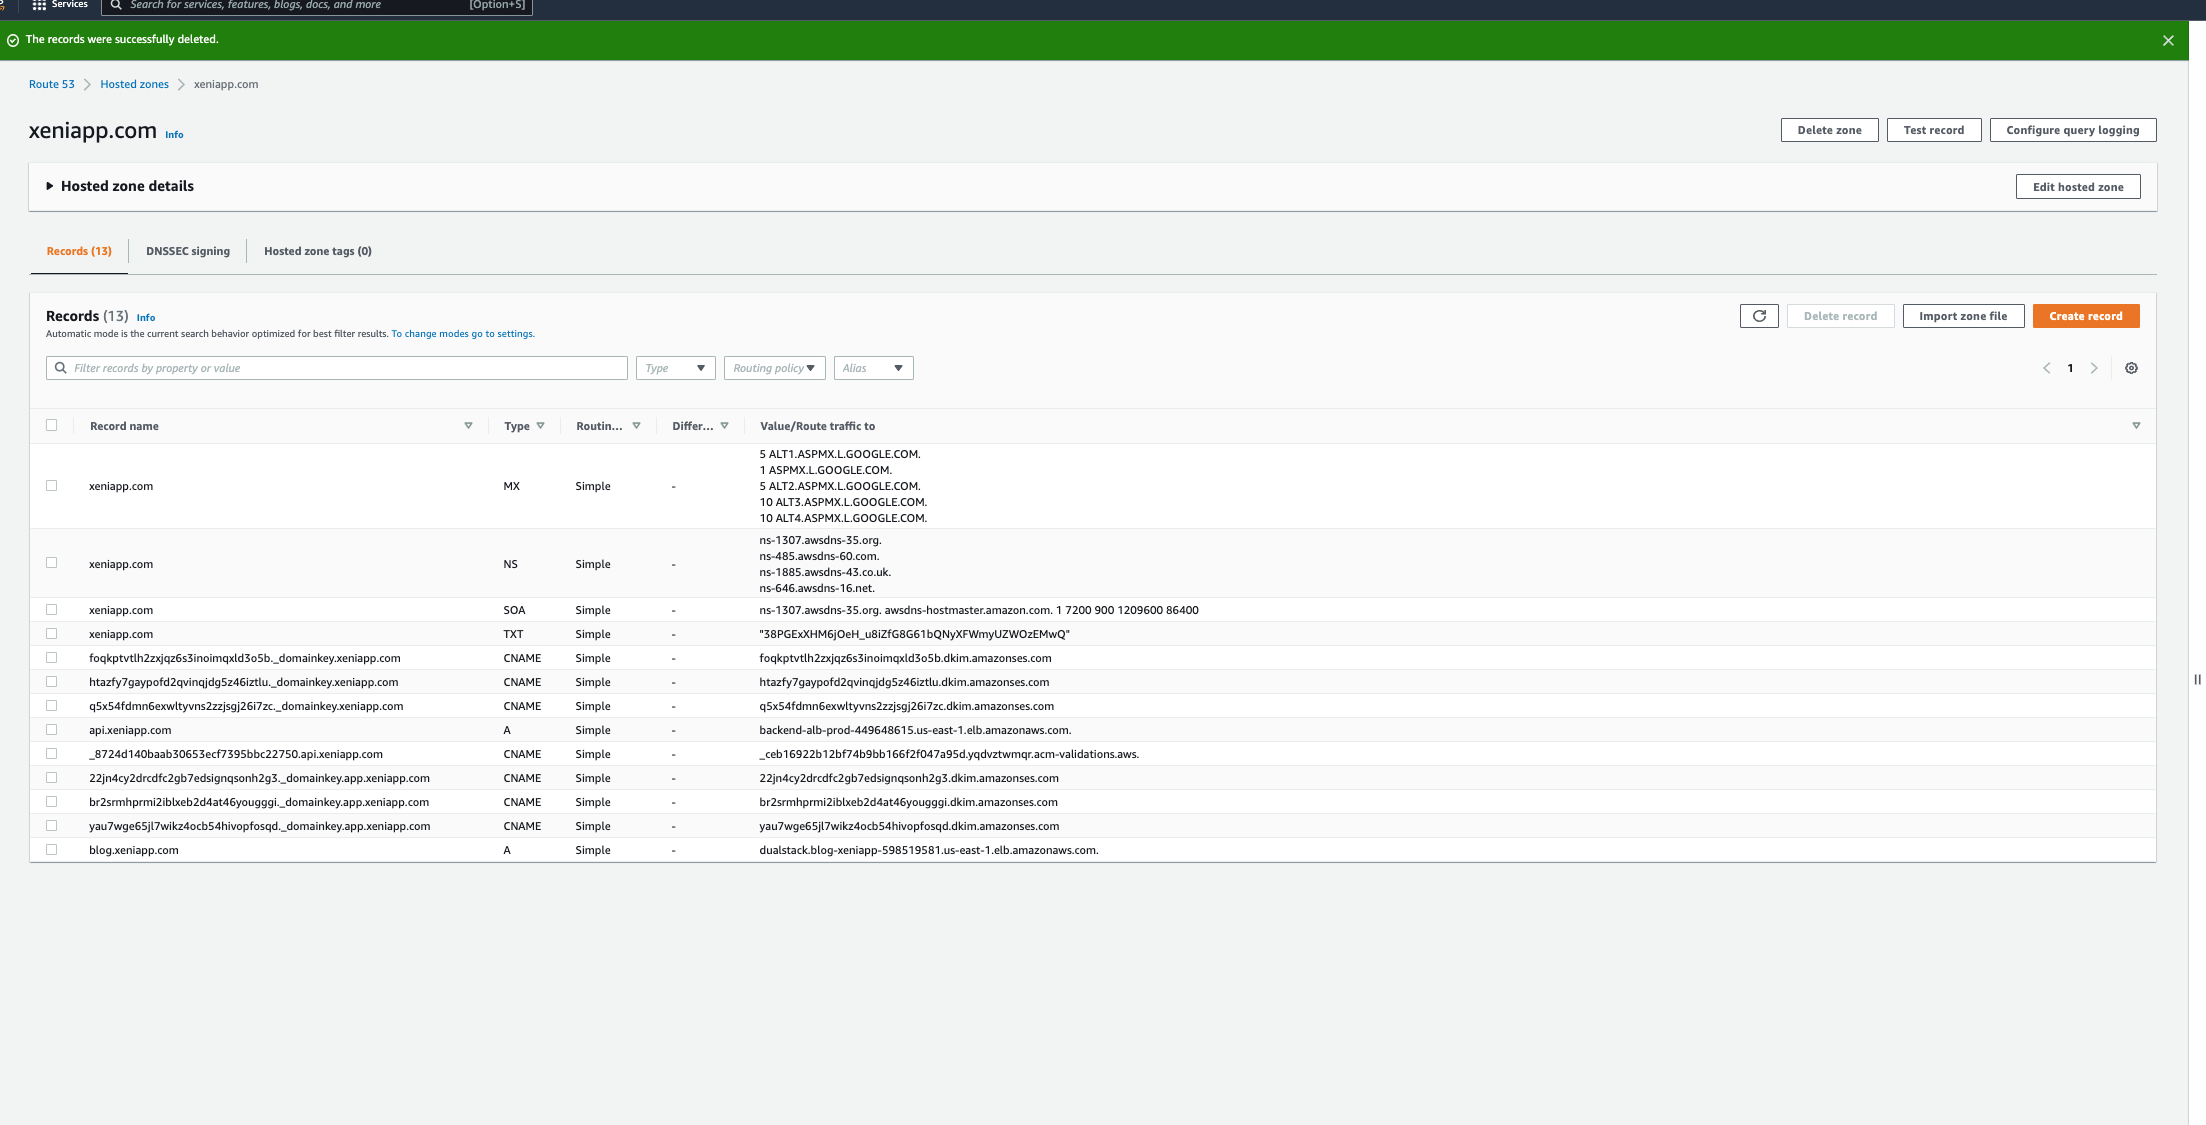 Services
Search for services, features, blogs, docs, and more [Option+S]
The records were successfully deleted.
Route 53 Hosted zones xeniapp.com
xeniapp.com Info
Delete zone Test record Configure query logging
Hosted zone details
Edit hosted zone
Records (13) DNSSEC signing Hosted zone tags (0)
Records (13) Info
Automatic mode is the current search behavior optimized for best filter results. To change modes go to settings.
Delete record Import zone file Create record
Filter records by property or value Type Routing policy Alias
1
Record name Type Routin... Differ... Value/Route traffic to
5 ALT1.ASPMX.L.GOOGLE.COM.
1 ASPMX.L.GOOGLE.COM.
xeniapp.com MX Simple - 5 ALT2.ASPMX.L.GOOGLE.COM.
10 ALT3.ASPMX.L.GOOGLE.COM.
10 ALT4.ASPMX.L.GOOGLE.COM.
ns-1307.awsdns-35.org.
ns-485.awsdns-60.com.
xeniapp.com NS Simple - ns-1885.awsdns-43.co.uk.
ns-646.awsdns-16.net.
xeniapp.com SOA Simple - ns-1307.awsdns-35.org. awsdns-hostmaster.amazon.com. 1 7200 900 1209600 86400
xeniapp.com TXT Simple - "38PGExXHM6jOeH_u8iZfG8G61bQNyXFWmyUZWOzEMwQ"
foqkptvtlh2zxjqz6s3inoimqxld3o5b._domainkey.xeniapp.com CNAME Simple - foqkptvtlh2zxjqz6s3inoimqxld3o5b.dkim.amazonses.com
htazfy7gaypofd2qvinqjdg5z46iztlu._domainkey.xeniapp.com CNAME Simple - htazfy7gaypofd2qvinqjdg5z46iztlu.dkim.amazonses.com
q5x54fdmn6exwltyvns2zzjsgj26i7zc._domainkey.xeniapp.com CNAME Simple - q5x54fdmn6exwltyvns2zzjsgj26i7zc.dkim.amazonses.com
api.xeniapp.com A Simple - backend-alb-prod-449648615.us-east-1.elb.amazonaws.com.
_8724d140baab30653ecf7395bbc22750.api.xeniapp.com CNAME Simple - _ceb16922b12bf74b9bb166f2f047a95d.yqdvztwmqr.acm-validations.aws.
22jn4cy2drcdfc2gb7edsignqsonh2g3._domainkey.app.xeniapp.com CNAME Simple - 22jn4cy2drcdfc2gb7edsignqsonh2g3.dkim.amazonses.com
br2srmhprmi2iblxeb2d4at46yougggi._domainkey.app.xeniapp.com CNAME Simple - br2srmhprmi2iblxeb2d4at46yougggi.dkim.amazonses.com
yau7wge65jl7wikz4ocb54hivopfosqd._domainkey.app.xeniapp.com CNAME Simple - yau7wge65jl7wikz4ocb54hivopfosqd.dkim.amazonses.com
blog.xeniapp.com A Simple - dualstack.blog-xeniapp-598519581.us-east-1.elb.amazonaws.com.